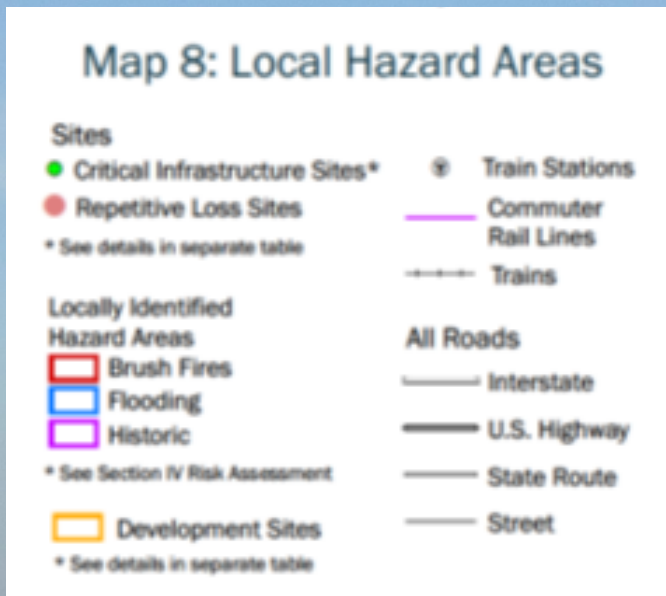 Map 8: Local Hazard Areas
Sites
Critical Infrastructure Sites*
Repetitive Loss Sites
* See details in separate table
Locally Identified
Hazard Areas
Brush Fires
Flooding
Historic
* See Section IV Risk Assessment
Development Sites
* See details in separate table
Train Stations
Commuter
Rail Lines
Trains
All Roads
Interstate
U.S. Highway
State Route
Street